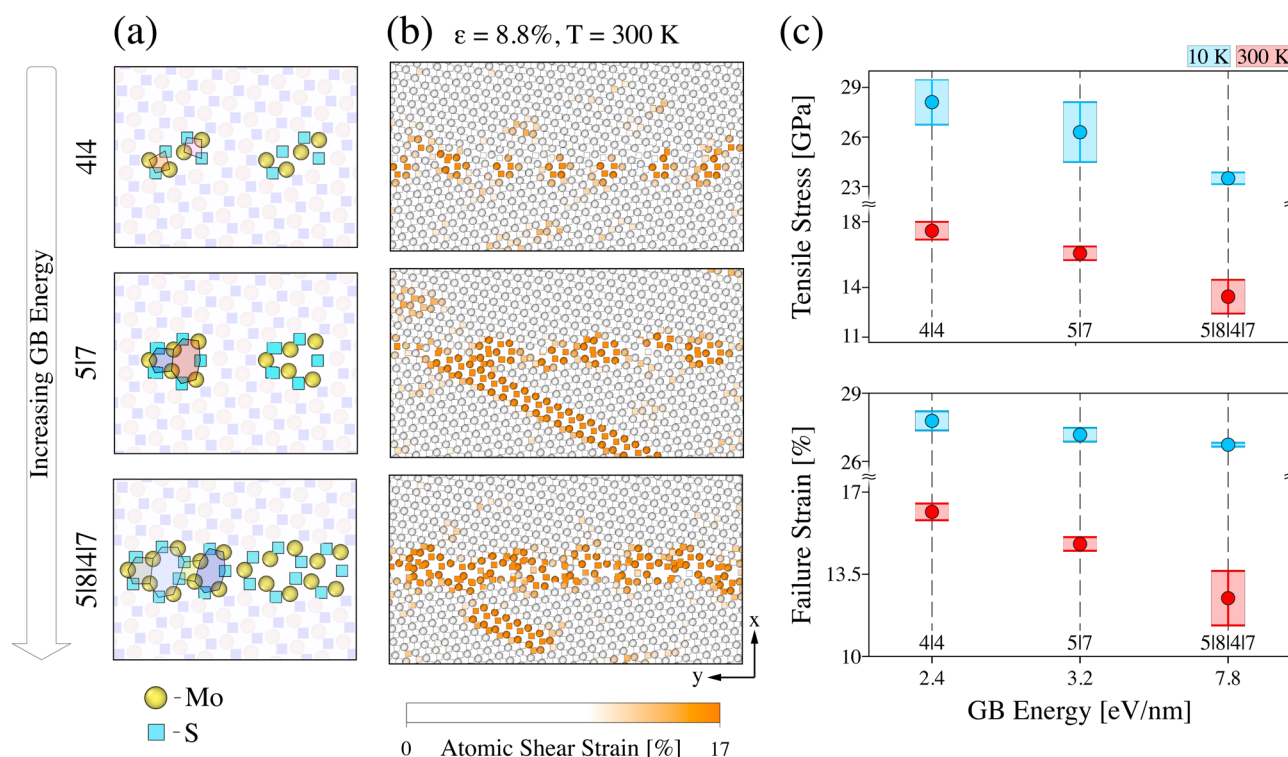 (a)
(b) ε = 8.8%, T = 300 K
(c)
Increasing GB Energy
4|4
5|7
5|8|4|7
-Mo
-S
x
y
0 Atomic Shear Strain [%] 17
10 K 300 K
Tensile Stress [GPa]
29
26
23
18
14
11
4|4 5|7 5|8|4|7
Failure Strain [%]
29
26
17
13.5
10
4|4 5|7 5|8|4|7
2.4 3.2 7.8
GB Energy [eV/nm]